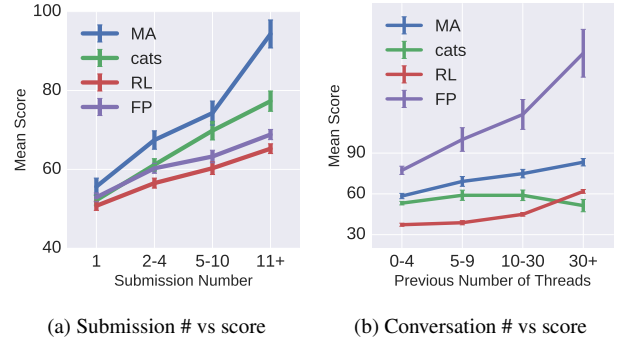 100
80
60
40
Mean Score
MA
cats
RL
FP
1 2-4 5-10 11+
Submission Number
(a) Submission # vs score
90
60
30
Mean Score
MA
cats
RL
FP
0-4 5-9 10-30 30+
Previous Number of Threads
(b) Conversation # vs score